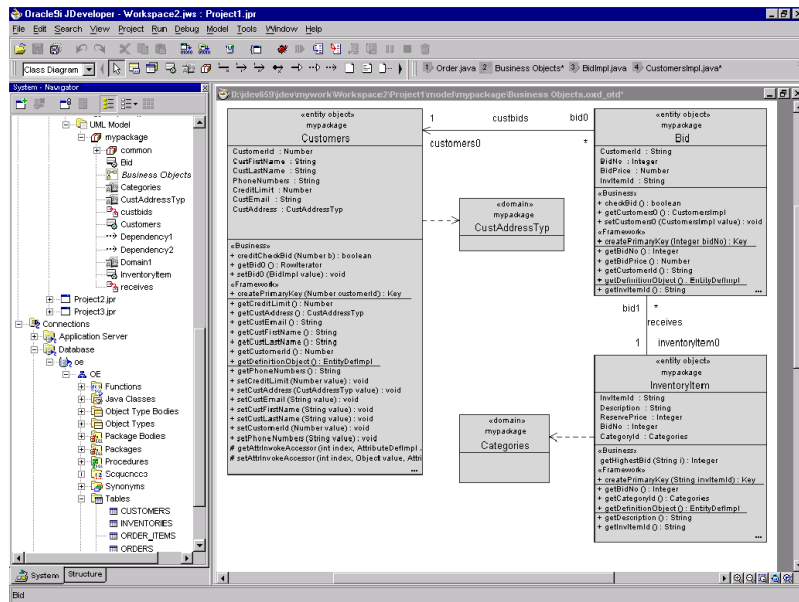 Oracle9i JDeveloper - Workspace2.jws : Project1.jpr
File Edit Search View Project Run Debug Model Tools Window Help
Class Diagram
Order.java Business Objects* BidImpl.java CustomersImpl.java*
System - Navigator
UML Model
mypackage
common
Bid
Business Objects
Categories
CustAddressTyp
custbids
Customers
Dependency1
Dependency2
Domain1
InventoryItem
receives
Project2.jpr
Project3.jpr
Connections
Application Server
Database
oe
OE
Functions
Java Classes
Object Type Bodies
Object Types
Package Bodies
Packages
Procedures
Sequences
Synonyms
Tables
CUSTOMERS
INVENTORIES
ORDER_ITEMS
ORDERS
System Structure
Bid
D:\jdev659\jdev\mywork\Workspace2\Project1\model\mypackage\Business Objects.oxd_otd*
«entity object»
mypackage
Customers
CustomerId : Number
CustFirstName : String
CustLastName : String
PhoneNumbers : String
CreditLimit : Number
CustEmail : String
CustAddress : CustAddressTyp
«Business»
+ creditCheckBid (Number b) : boolean
+ getBid0 () : RowIterator
+ setBid0 (BidImpl value) : void
«Framework»
+ createPrimaryKey (Number customerId) : Key
+ getCreditLimit () : Number
+ getCustAddress () : CustAddressTyp
+ getCustEmail () : String
+ getCustFirstName () : String
+ getCustLastName () : String
+ getCustomerId () : Number
+ getDefinitionObject () : EntityDefImpl
+ getPhoneNumbers () : String
+ setCreditLimit (Number value) : void
+ setCustAddress (CustAddressTyp value) : void
+ setCustEmail (String value) : void
+ setCustFirstName (String value) : void
+ setCustLastName (String value) : void
+ setCustomerId (Number value) : void
+ setPhoneNumbers (String value) : void
# getAttrInvokeAccessor (int index, AttributeDefImpl
# setAttrInvokeAccessor (int index, Object value, Attri
...
1 custbids bid0
customers0 *
«domain»
mypackage
CustAddressTyp
«entity object»
mypackage
Bid
CustomerId : String
BidNo : Integer
BidPrice : Number
InvItemId : String
«Business»
+ checkBid () : boolean
+ getCustomers0 () : CustomersImpl
+ setCustomers0 (CustomersImpl value) : void
«Framework»
+ createPrimaryKey (Integer bidNo) : Key
+ getBidNo () : Integer
+ getBidPrice () : Number
+ getCustomerId () : String
+ getDefinitionObject () : EntityDefImpl
+ getInvItemId () : String
...
bid1 *
receives
1 inventoryItem0
«domain»
mypackage
Categories
«entity object»
mypackage
InventoryItem
InvItemId : String
Description : String
ReservePrice : Integer
BidNo : Integer
CategoryId : Categories
«Business»
getHighestBid (String i) : Integer
«Framework»
+ createPrimaryKey (String invItemId) : Key
+ getBidNo () : Integer
+ getCategoryId () : Categories
+ getDefinitionObject () : EntityDefImpl
+ getDescription () : String
+ getInvItemId () : String
...